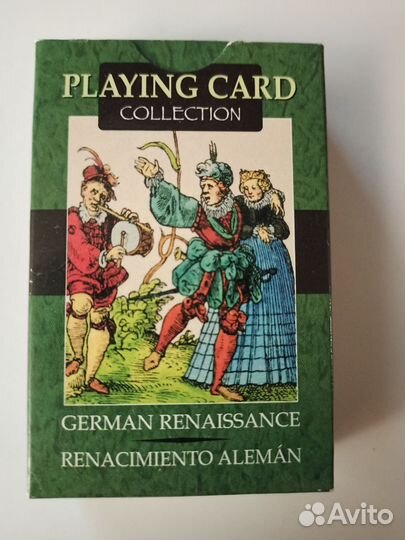 PLAYING CARD
COLLECTION
GERMAN RENAISSANCE
RENACIMIENTO ALEMÁN
Avito